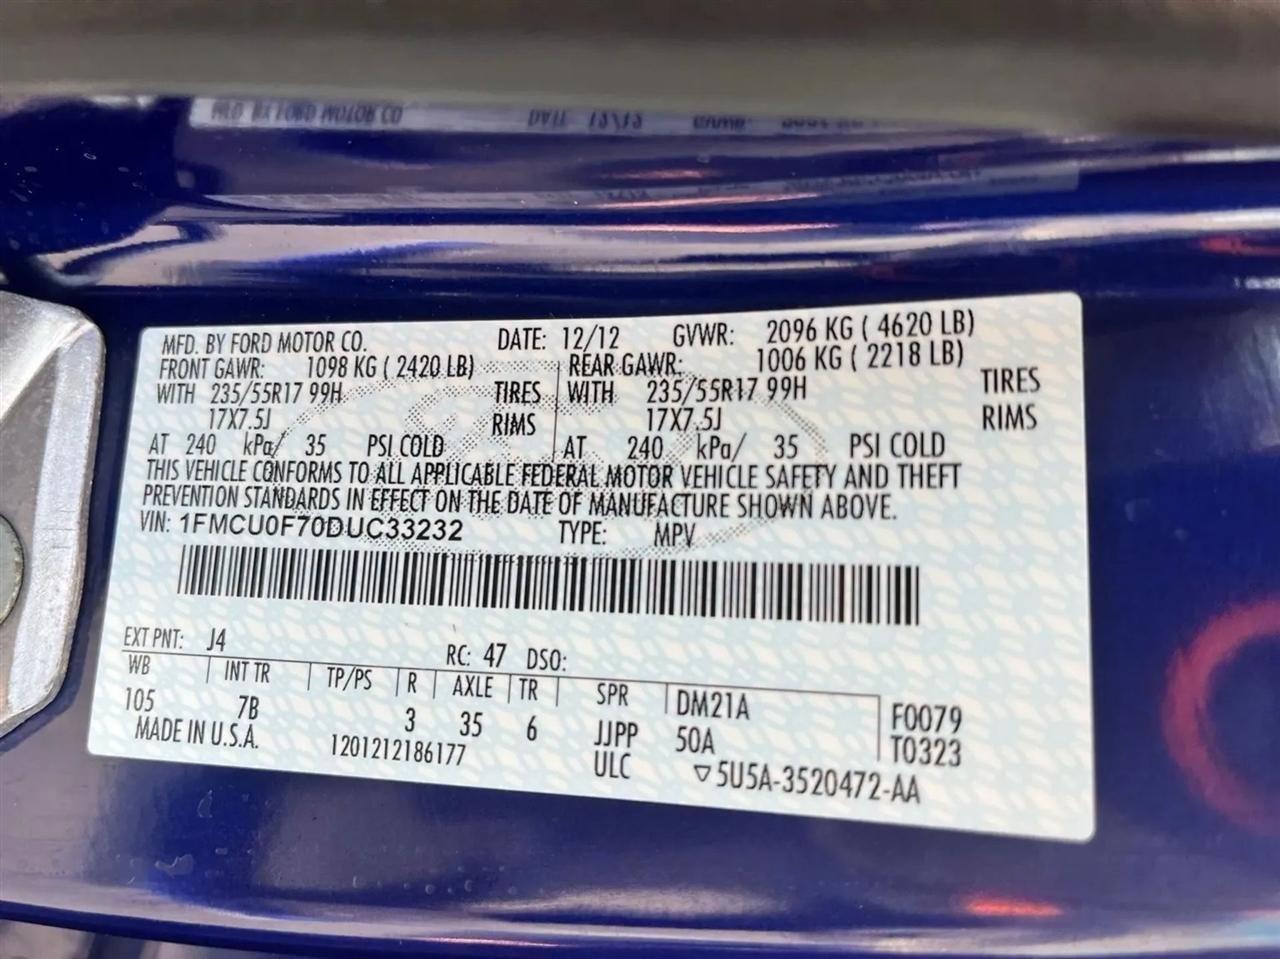 MFD. BY FORD MOTOR CO. DATE: 12/12 GVWR: 2096 KG ( 4620 LB)
FRONT GAWR: 1098 KG ( 2420 LB) REAR GAWR: 1006 KG ( 2218 LB)
WITH 235/55R17 99H TIRES WITH 235/55R17 99H TIRES
17X7.5J RIMS 17X7.5J RIMS
AT 240 kPa/ 35 PSI COLD AT 240 kPa/ 35 PSI COLD
THIS VEHICLE CONFORMS TO ALL APPLICABLE FEDERAL MOTOR VEHICLE SAFETY AND THEFT
PREVENTION STANDARDS IN EFFECT ON THE DATE OF MANUFACTURE SHOWN ABOVE.
VIN: 1FMCU0F70DUC33232 TYPE: MPV
EXT PNT: J4 RC: 47 DSO:
WB INT TR TP/PS R AXLE TR SPR DM21A F0079
105 7B 3 35 6 JJPP 50A T0323
MADE IN U.S.A. 1201212186177 ULC ▽5U5A-3520472-AA